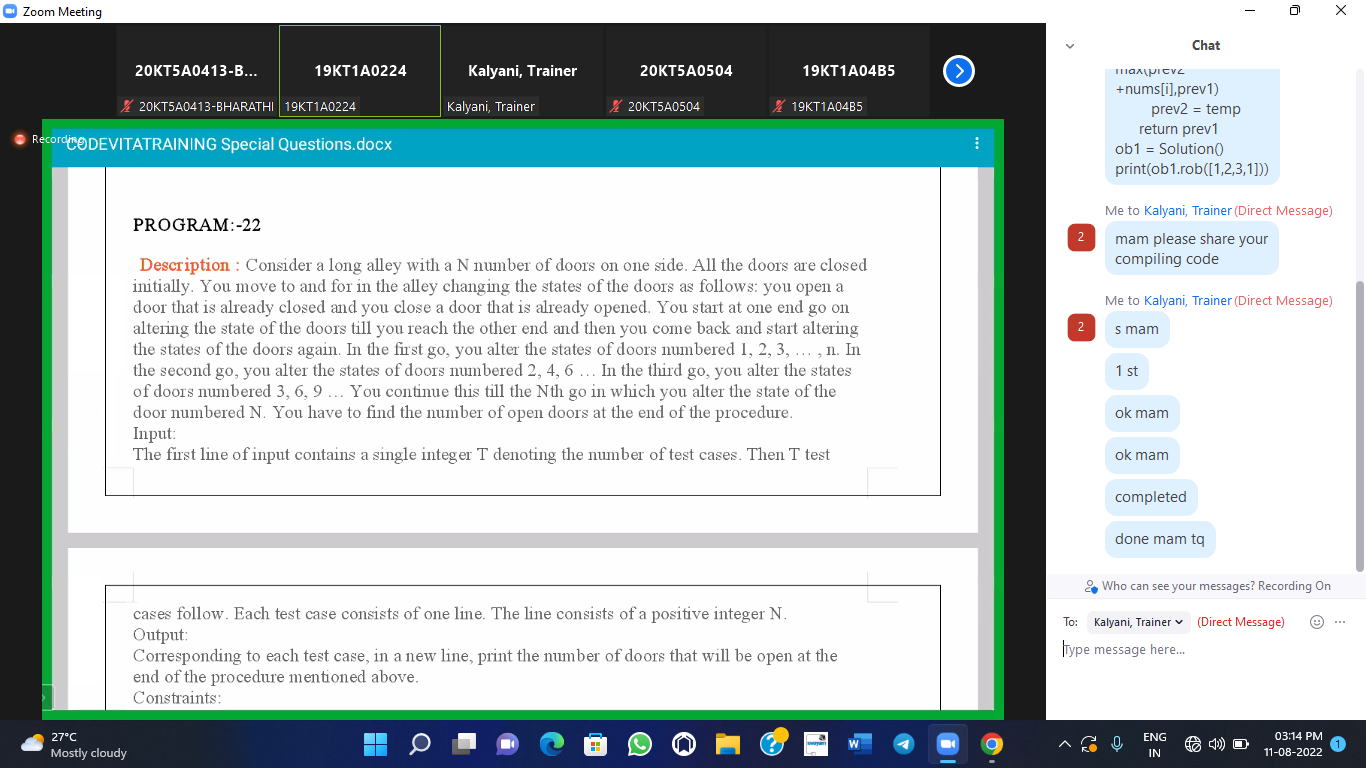 Zoom Meeting
20KT5A0413-B...
19KT1A0224
Kalyani, Trainer
20KT5A0504
19KT1A04B5
20KT5A0413-BHARATHI
19KT1A0224
Kalyani, Trainer
20KT5A0504
19KT1A04B5
Recording
CODEVITATRAINING Special Questions.docx
PROGRAM:-22
Description : Consider a long alley with a N number of doors on one side. All the doors are closed
initially. You move to and for in the alley changing the states of the doors as follows: you open a
door that is already closed and you close a door that is already opened. You start at one end go on
altering the state of the doors till you reach the other end and then you come back and start altering
the states of the doors again. In the first go, you alter the states of doors numbered 1, 2, 3, … , n. In
the second go, you alter the states of doors numbered 2, 4, 6 … In the third go, you alter the states
of doors numbered 3, 6, 9 … You continue this till the Nth go in which you alter the state of the
door numbered N. You have to find the number of open doors at the end of the procedure.
Input:
The first line of input contains a single integer T denoting the number of test cases. Then T test
cases follow. Each test case consists of one line. The line consists of a positive integer N.
Output:
Corresponding to each test case, in a new line, print the number of doors that will be open at the
end of the procedure mentioned above.
Constraints:
Chat
max(prev2
+nums[i],prev1)
prev2 = temp
return prev1
ob1 = Solution()
print(ob1.rob([1,2,3,1]))
Me to Kalyani, Trainer (Direct Message)
2
mam please share your
compiling code
Me to Kalyani, Trainer (Direct Message)
2
s mam
1 st
ok mam
ok mam
completed
done mam tq
Who can see your messages? Recording On
To: Kalyani, Trainer (Direct Message)
Type message here...
27°C
Mostly cloudy
ENG
IN
03:14 PM
11-08-2022
1